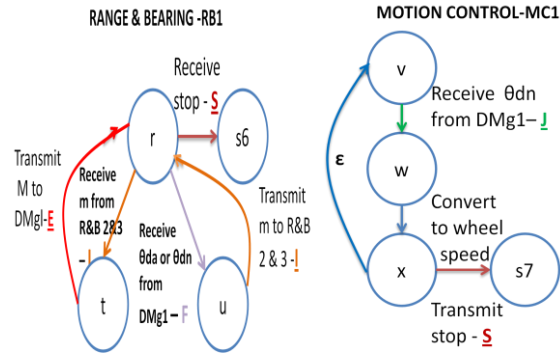 RANGE & BEARING -RB1
Receive
stop - S
r
s6
Transmit
M to
DMgl-E
Receive
m from
R&B 2&3
– I
Receive
θda or θdn
from
DMg1 – F
Transmit
m to R&B
2 & 3 -I
t
u
MOTION CONTROL-MC1
v
Receive θdn
from DMg1– J
w
ε
Convert
to wheel
speed
x
s7
Transmit
stop - S